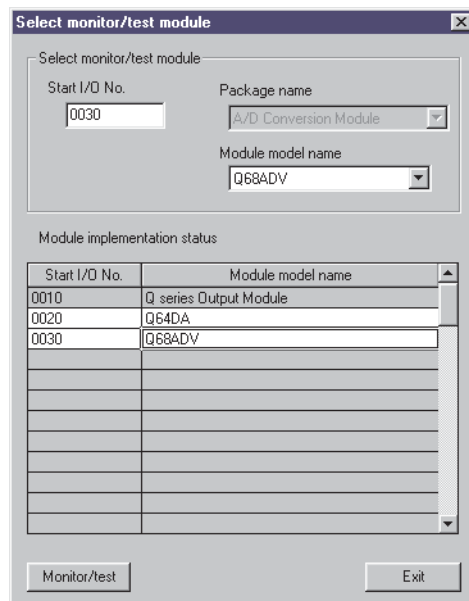 Select monitor/test module
Select monitor/test module
Start I/O No.
0030
Package name
A/D Conversion Module
Module model name
Q68ADV
Module implementation status
Start I/O No. Module model name
0010 Q series Output Module
0020 Q64DA
0030 Q68ADV
Monitor/test Exit